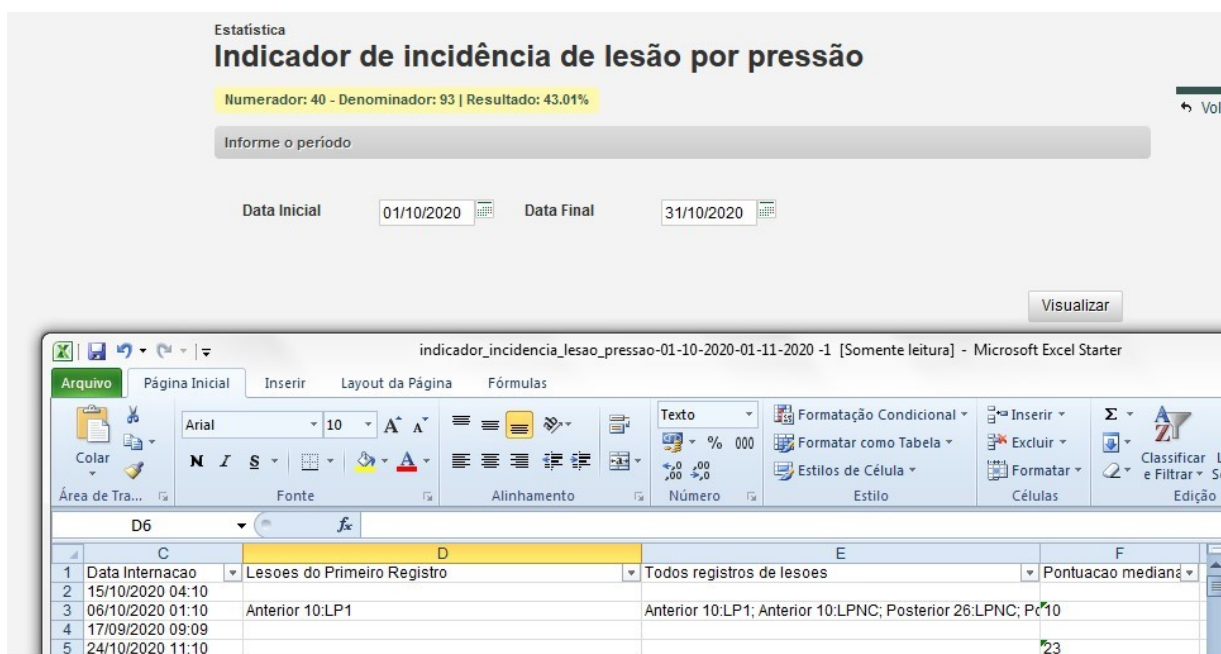 Estatística
Indicador de incidência de lesão por pressão
Numerador: 40 - Denominador: 93 | Resultado: 43.01%
Informe o período
Data Inicial 01/10/2020 Data Final 31/10/2020
Visualizar
indicador_incidencia_lesao_pressao-01-10-2020-01-11-2020 -1 [Somente leitura] - Microsoft Excel Starter
Arquivo Página Inicial Inserir Layout da Página Fórmulas
Arial 10 A A Texto Formatação Condicional Inserir Σ
% 000 Formatar como Tabela Excluir
Colar N I S A ,0 ,00 ,00 ,0 Estilos de Célula Formatar Classificar e Filtrar
Área de Tra... Fonte Alinhamento Número Estilo Células Edição
D6 fx
C D E F
1 Data Internacao Lesoes do Primeiro Registro Todos registros de lesoes Pontuacao mediana
2 15/10/2020 04:10
3 06/10/2020 01:10 Anterior 10:LP1 Anterior 10:LP1; Anterior 10:LPNC; Posterior 26:LPNC; 10
4 17/09/2020 09:09
5 24/10/2020 11:10 23